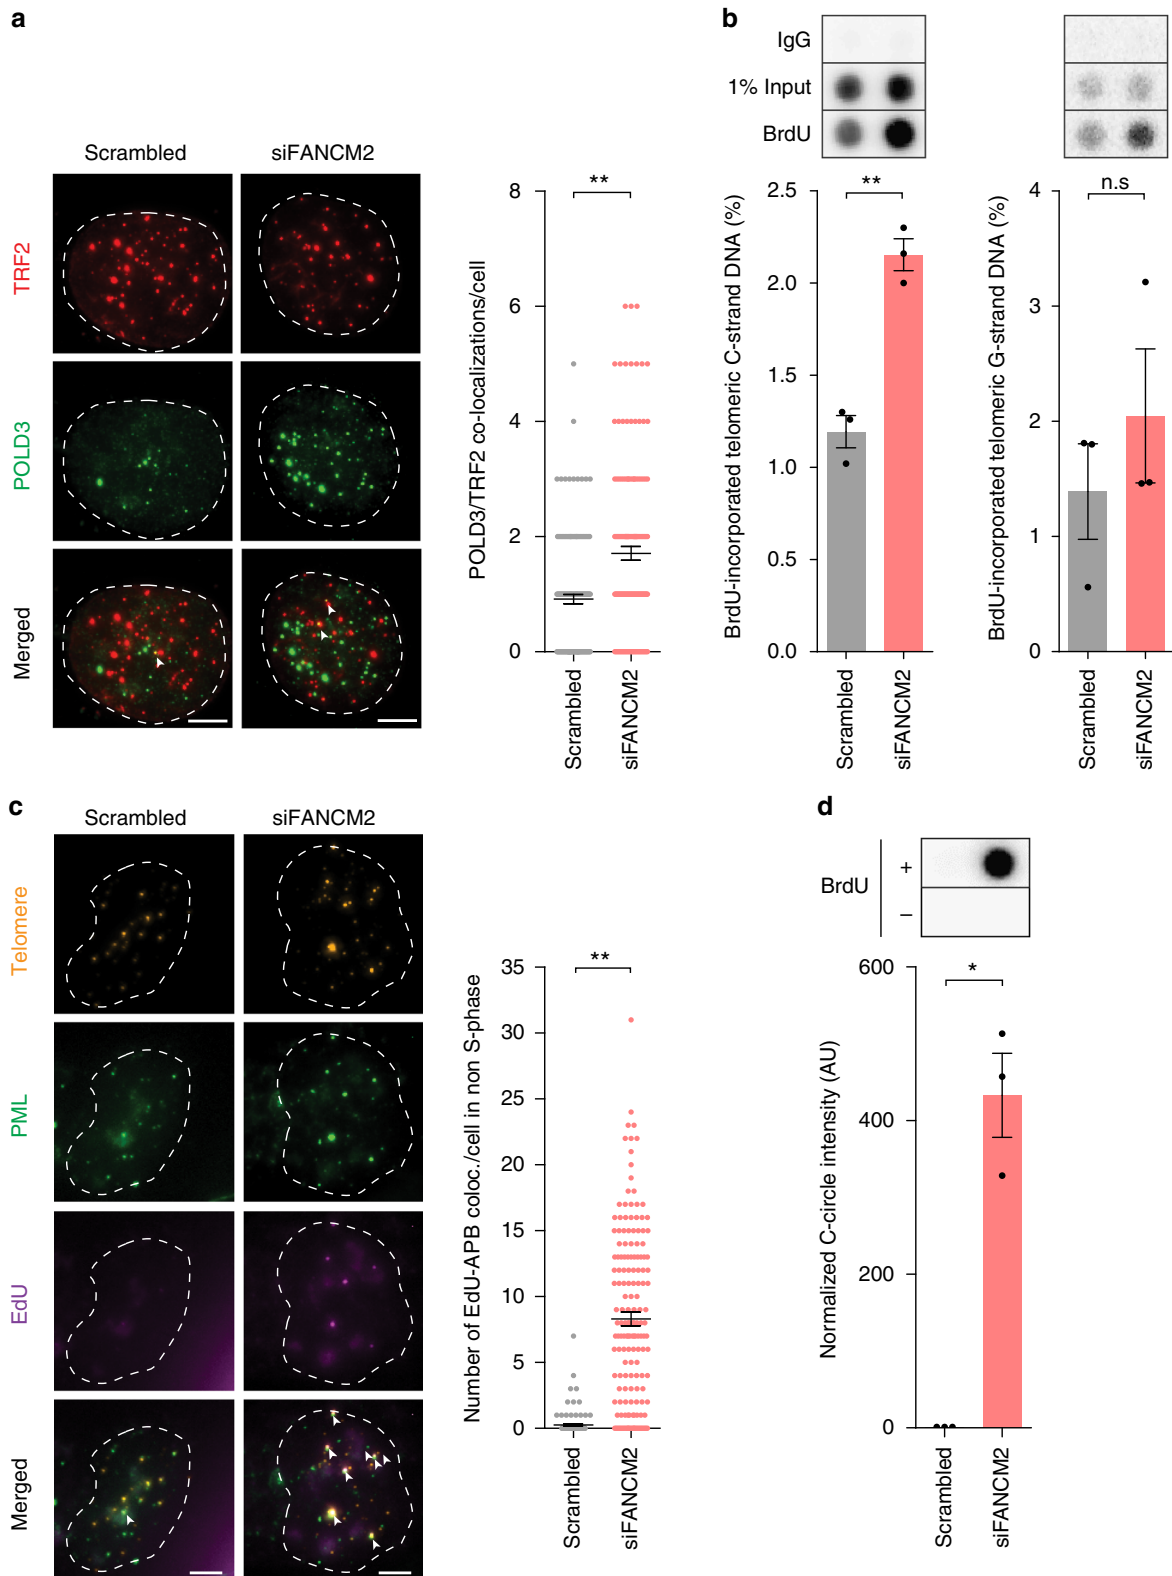 a
Scrambled
siFANCM2
TRF2
POLD3
Merged
POLD3/TRF2 co-localizations/cell
8
6
4
2
0
**
Scrambled
siFANCM2
b
IgG
1% Input
BrdU
BrdU-incorporated telomeric C-strand DNA (%)
2.5
2.0
1.5
1.0
0.5
0.0
**
Scrambled
siFANCM2
BrdU-incorporated telomeric G-strand DNA (%)
4
3
2
1
0
n.s
Scrambled
siFANCM2
c
Scrambled
siFANCM2
Telomere
PML
EdU
Merged
Number of EdU-APB coloc./cell in non S-phase
35
30
25
20
15
10
5
0
**
Scrambled
siFANCM2
d
BrdU
+
−
Normalized C-circle intensity (AU)
600
400
200
0
*
Scrambled
siFANCM2